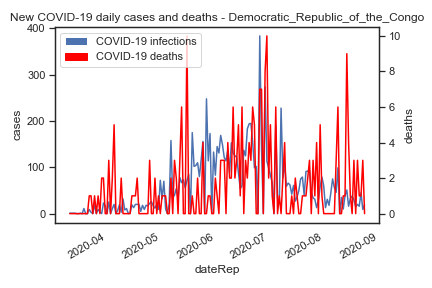 New COVID-19 daily cases and deaths - Democratic_Republic_of_the_Congo
COVID-19 infections
COVID-19 deaths
400
300
200
100
0
cases
10
8
6
4
2
0
deaths
2020-04
2020-05
2020-06
2020-07
2020-08
2020-09
dateRep